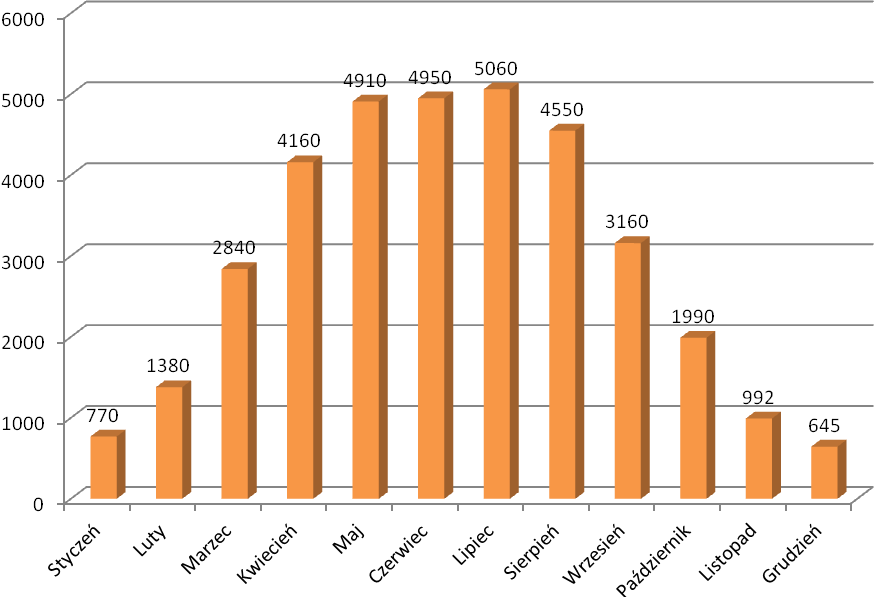 6000
5000
4000
3000
2000
1000
0
770
1380
2840
4160
4910
4950
5060
4550
3160
1990
992
645
Styczeń
Luty
Marzec
Kwiecień
Maj
Czerwiec
Lipiec
Sierpień
Wrzesień
Październik
Listopad
Grudzień